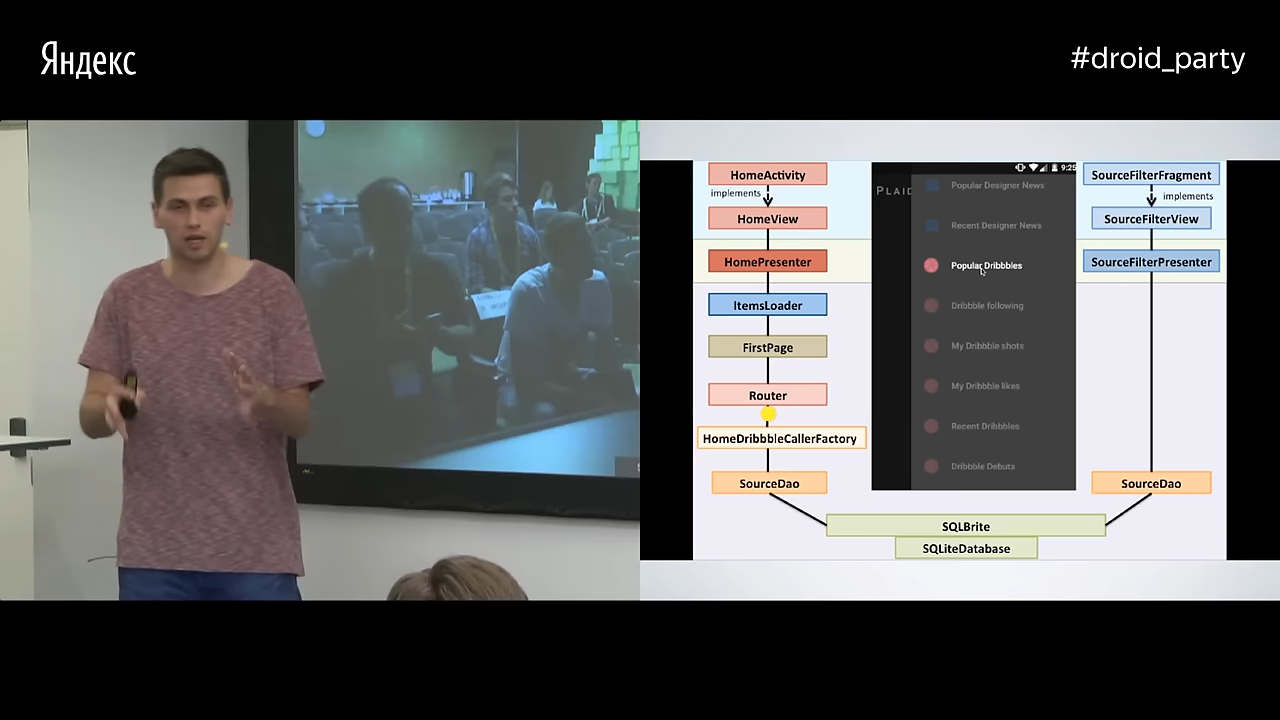 Яндекс
#droid_party
HomeActivity
implements
HomeView
HomePresenter
ItemsLoader
FirstPage
Router
HomeDribbbleCallerFactory
SourceDao
PLAID
9:25
Popular Designer News
Recent Designer News
Popular Dribbbles
Dribbble following
My Dribbble shots
My Dribbble likes
Recent Dribbbles
Dribbble Debuts
SourceFilterFragment
implements
SourceFilterView
SourceFilterPresenter
SourceDao
SQLBrite
SQLiteDatabase